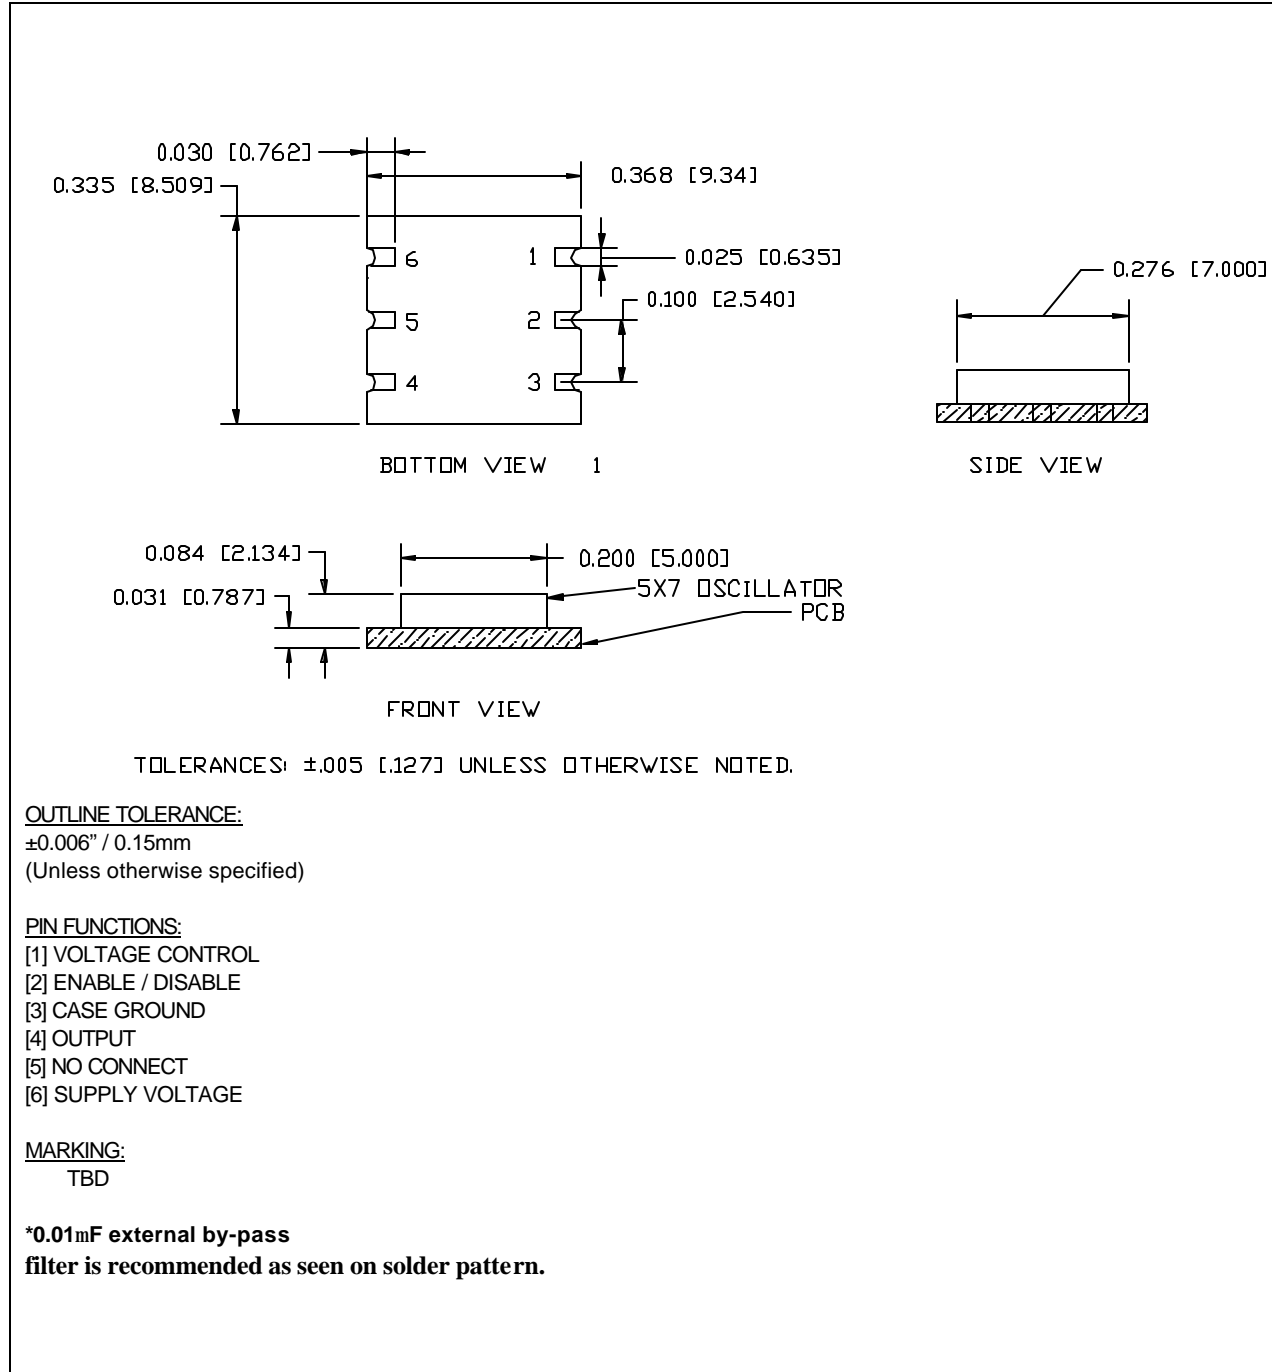 0.030 [0.762]
0.335 [8.509]
0.368 [9.34]
6
1
0.025 [0.635]
0.276 [7.000]
0.100 [2.540]
5
2
4
3
BOTTOM VIEW 1
SIDE VIEW
0.084 [2.134]
0.200 [5.000]
0.031 [0.787]
5X7 OSCILLATOR
PCB
FRONT VIEW
TOLERANCES: ±.005 [.127] UNLESS OTHERWISE NOTED.
OUTLINE TOLERANCE:
±0.006” / 0.15mm
(Unless otherwise specified)
PIN FUNCTIONS:
[1] VOLTAGE CONTROL
[2] ENABLE / DISABLE
[3] CASE GROUND
[4] OUTPUT
[5] NO CONNECT
[6] SUPPLY VOLTAGE
MARKING:
TBD
*0.01mF external by-pass
filter is recommended as seen on solder pattern.